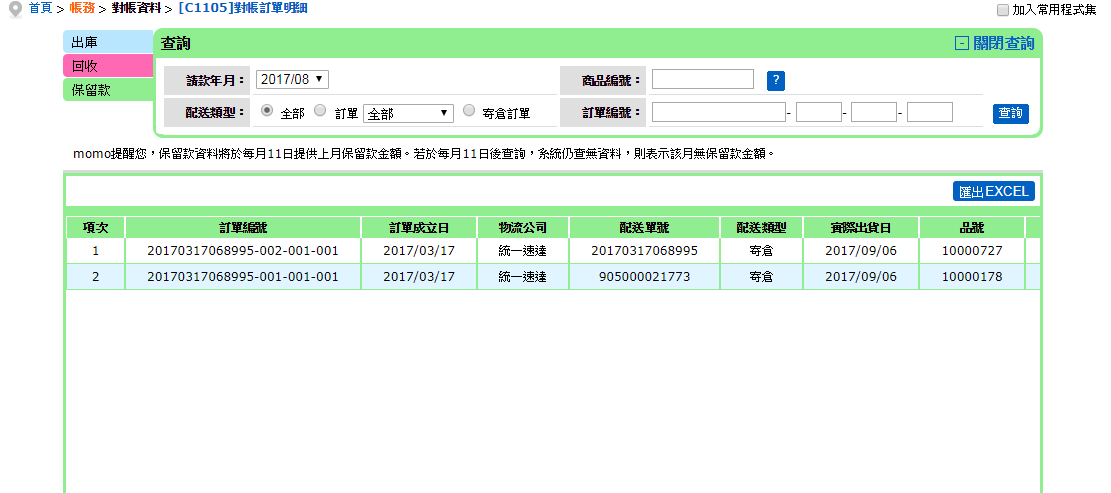 首頁 > 帳務 > 對帳資料 > [C1105]對帳訂單明細
加入常用程式集
出庫
回收
保留款
查詢
- 關閉查詢
請款年月：
2017/08
商品編號：
?
配送類型：
全部
訂單
全部
寄倉訂單
訂單編號：
- - -
查詢
momo提醒您，保留款資料將於每月11日提供上月保留款金額。若於每月11日後查詢，系統仍查無資料，則表示該月無保留款金額。
匯出EXCEL
項次 訂單編號 訂單成立日 物流公司 配送單號 配送類型 實際出貨日 品號
1 20170317068995-002-001-001 2017/03/17 統一速達 20170317068995 寄倉 2017/09/06 10000727
2 20170317068995-001-001-001 2017/03/17 統一速達 905000021773 寄倉 2017/09/06 10000178